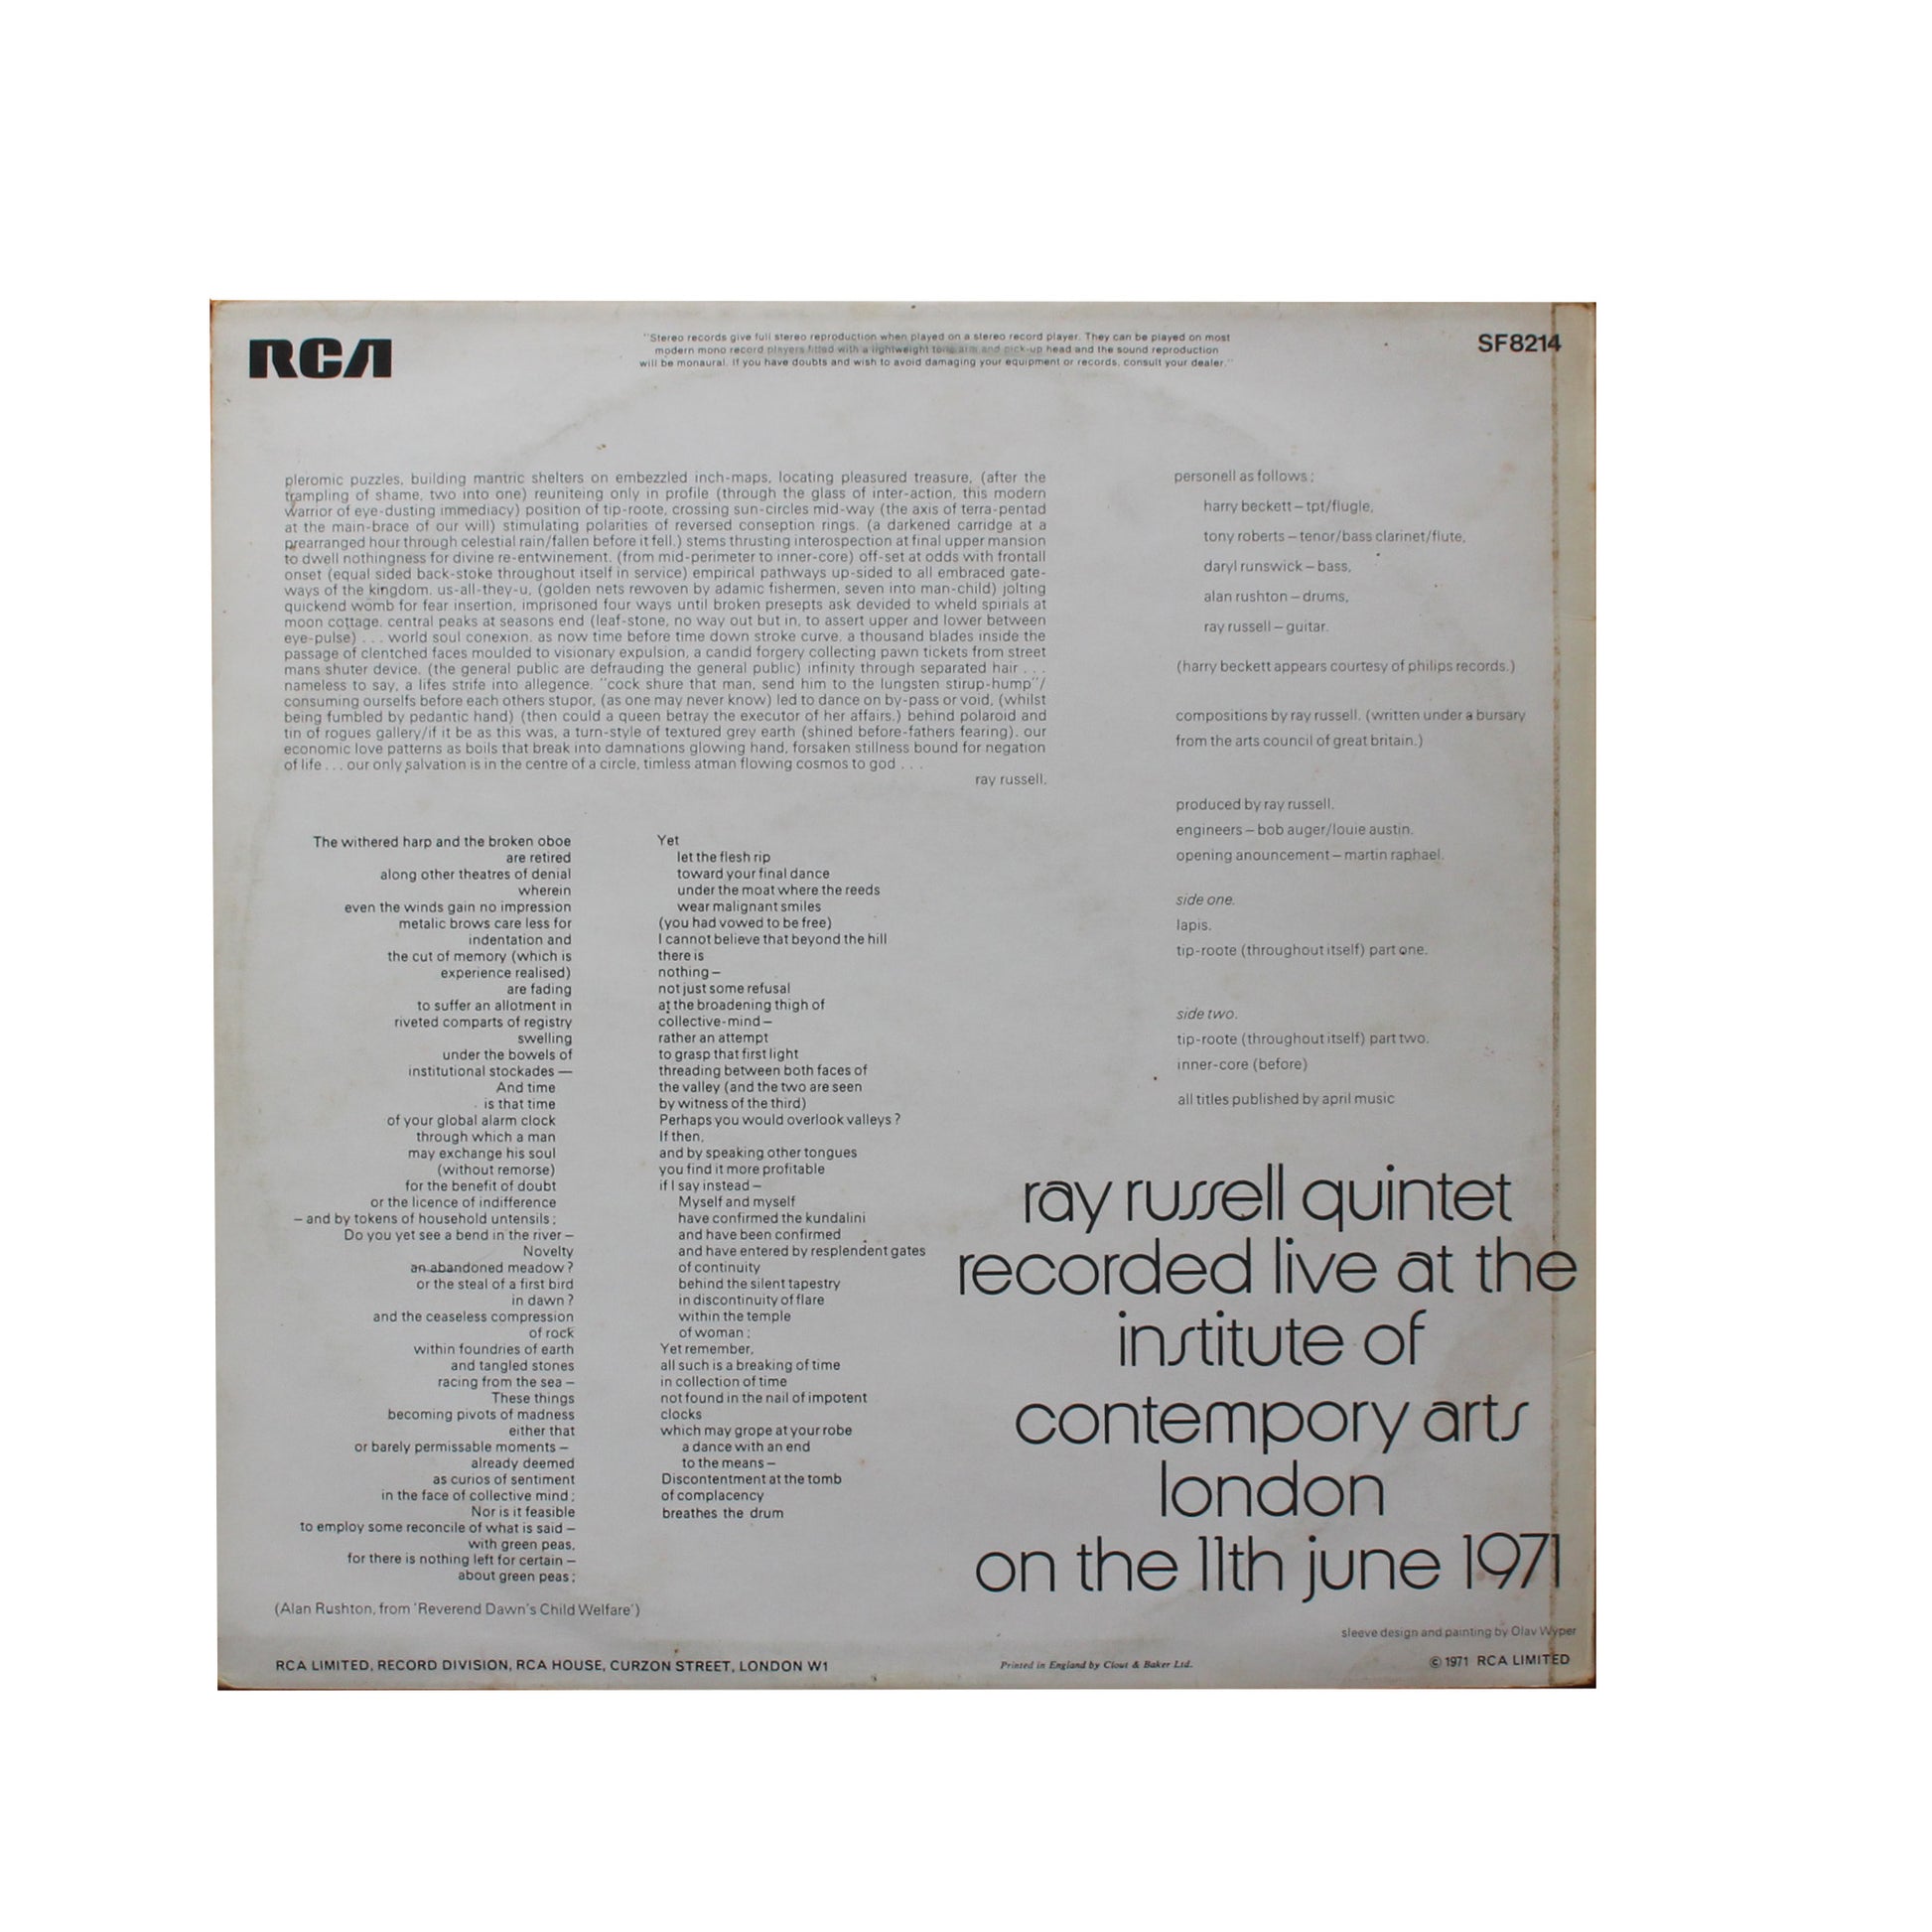 RCA
"Stereo records give full stereo reproduction when played on a stereo record player. They can be played on most
modern mono record players fitted with a lightweight tone arm and pick-up head and the sound reproduction
will be monaural. If you have doubts and wish to avoid damaging your equipment or records, consult your dealer."
SF8214
pleromic puzzles, building mantric shelters on embezzled inch-maps, locating pleasured treasure, (after the
trampling of shame, two into one) reuniteing only in profile (through the glass of inter-action, this modern
warrior of eye-dusting immediacy) position of tip-roote, crossing sun-circles mid-way (the axis of terra-pentad
at the main-brace of our will) stimulating polarities of reversed conseption rings. (a darkened carridge at a
prearranged hour through celestial rain/fallen before it fell.) stems thrusting interospection at final upper mansion
to dwell nothingness for divine re-entwinement. (from mid-perimeter to inner-core) off-set at odds with frontall
onset (equal sided back-stoke throughout itself in service) empirical pathways up-sided to all embraced gate-
ways of the kingdom. us-all-they-u, (golden nets rewoven by adamic fishermen, seven into man-child) jolting
quickend womb for fear insertion, imprisoned four ways until broken presepts ask devided to wheld spirials at
moon cottage. central peaks at seasons end (leaf-stone, no way out but in, to assert upper and lower between
eye-pulse) . . . world soul conexion. as now time before time down stroke curve. a thousand blades inside the
passage of clentched faces moulded to visionary expulsion, a candid forgery collecting pawn tickets from street
mans shuter device. (the general public are defrauding the general public) infinity through separated hair . . .
nameless to say, a lifes strife into allegence. "cock shure that man, send him to the lungsten stirup-hump"/
consuming ourselfs before each others stupor, (as one may never know) led to dance on by-pass or void, (whilst
being fumbled by pedantic hand) (then could a queen betray the executor of her affairs.) behind polaroid and
tin of rogues gallery/if it be as this was, a turn-style of textured grey earth (shined before-fathers fearing). our
economic love patterns as boils that break into damnations glowing hand, forsaken stillness bound for negation
of life . . . our only salvation is in the centre of a circle, timless atman flowing cosmos to god . . .
ray russell.
The withered harp and the broken oboe
are retired
along other theatres of denial
wherein
even the winds gain no impression
metalic brows care less for
indentation and
the cut of memory (which is
experience realised)
are fading
to suffer an allotment in
riveted comparts of registry
swelling
under the bowels of
institutional stockades —
And time
is that time
of your global alarm clock
through which a man
may exchange his soul
(without remorse)
for the benefit of doubt
or the licence of indifference
– and by tokens of household untensils ;
Do you yet see a bend in the river –
Novelty
an abandoned meadow ?
or the steal of a first bird
in dawn ?
and the ceaseless compression
of rock
within foundries of earth
and tangled stones
racing from the sea –
These things
becoming pivots of madness
either that
or barely permissable moments –
already deemed
as curios of sentiment
in the face of collective mind ;
Nor is it feasible
to employ some reconcile of what is said –
with green peas,
for there is nothing left for certain –
about green peas ;
(Alan Rushton, from 'Reverend Dawn's Child Welfare')
Yet
let the flesh rip
toward your final dance
under the moat where the reeds
wear malignant smiles
(you had vowed to be free)
I cannot believe that beyond the hill
there is
nothing –
not just some refusal
at the broadening thigh of
collective-mind –
rather an attempt
to grasp that first light
threading between both faces of
the valley (and the two are seen
by witness of the third)
Perhaps you would overlook valleys ?
If then,
and by speaking other tongues
you find it more profitable
if I say instead –
Myself and myself
have confirmed the kundalini
and have been confirmed
and have entered by resplendent gates
of continuity
behind the silent tapestry
in discontinuity of flare
within the temple
of woman ;
Yet remember,
all such is a breaking of time
in collection of time
not found in the nail of impotent
clocks
which may grope at your robe
a dance with an end
to the means –
Discontentment at the tomb
of complacency
breathes the drum
personell as follows ;
harry beckett – tpt/flugle,
tony roberts – tenor/bass clarinet/flute,
daryl runswick – bass,
alan rushton – drums,
ray russell – guitar.
(harry beckett appears courtesy of philips records.)
compositions by ray russell. (written under a bursary
from the arts council of great britain.)
produced by ray russell.
engineers – bob auger/louie austin.
opening anouncement – martin raphael.
side one.
lapis.
tip-roote (throughout itself) part one.
side two.
tip-roote (throughout itself) part two.
inner-core (before)
all titles published by april music
ray russell quintet
recorded live at the
institute of
contempory arts
london
on the 11th june 1971
sleeve design and painting by Olav Wyper
RCA LIMITED, RECORD DIVISION, RCA HOUSE, CURZON STREET, LONDON W1
Printed in England by Clout & Baker Ltd.
© 1971 RCA LIMITED